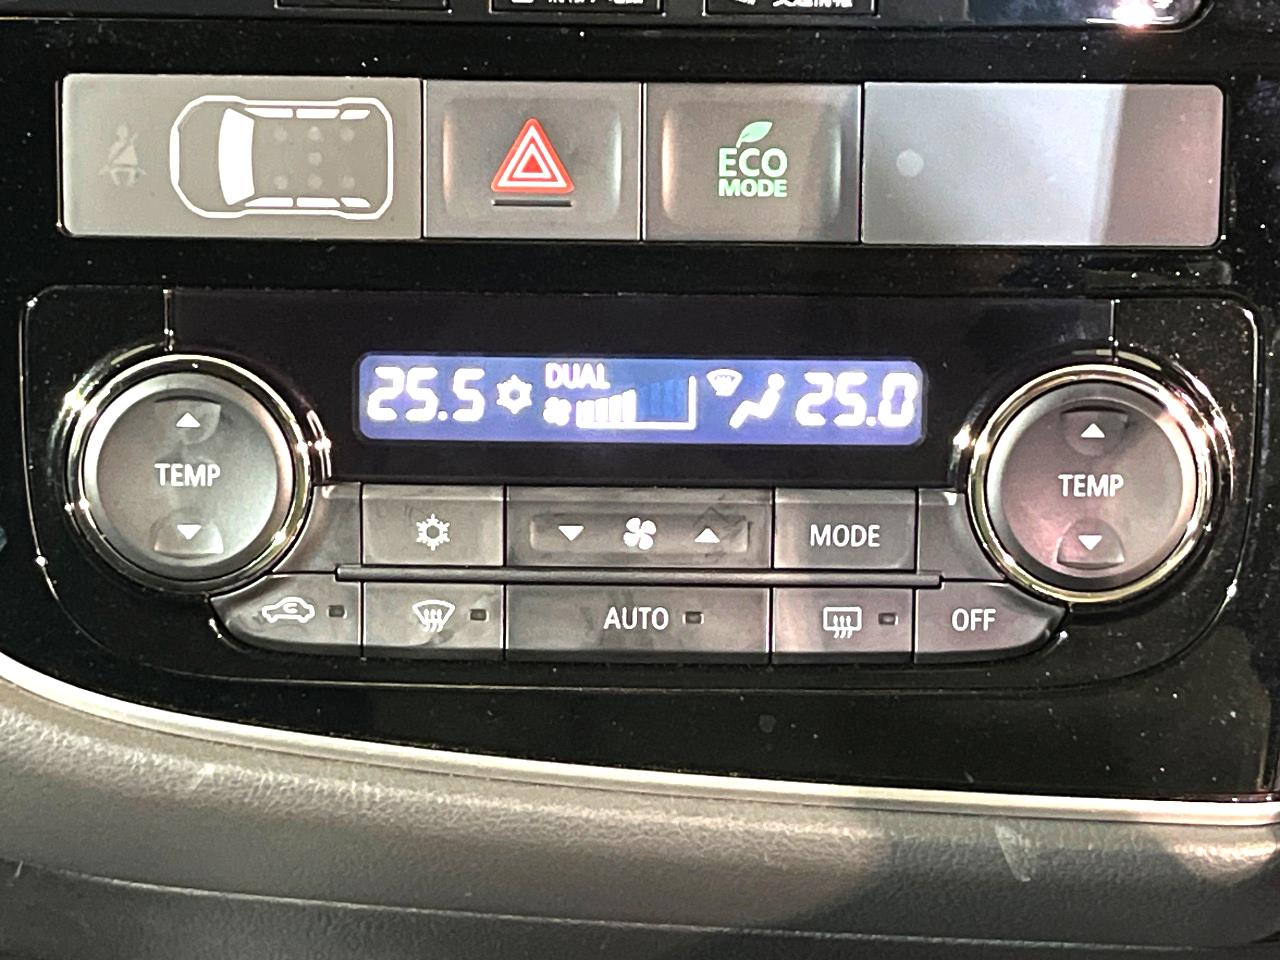 ECO
MODE
25.5
DUAL
25.0
TEMP
TEMP
MODE
AUTO
OFF